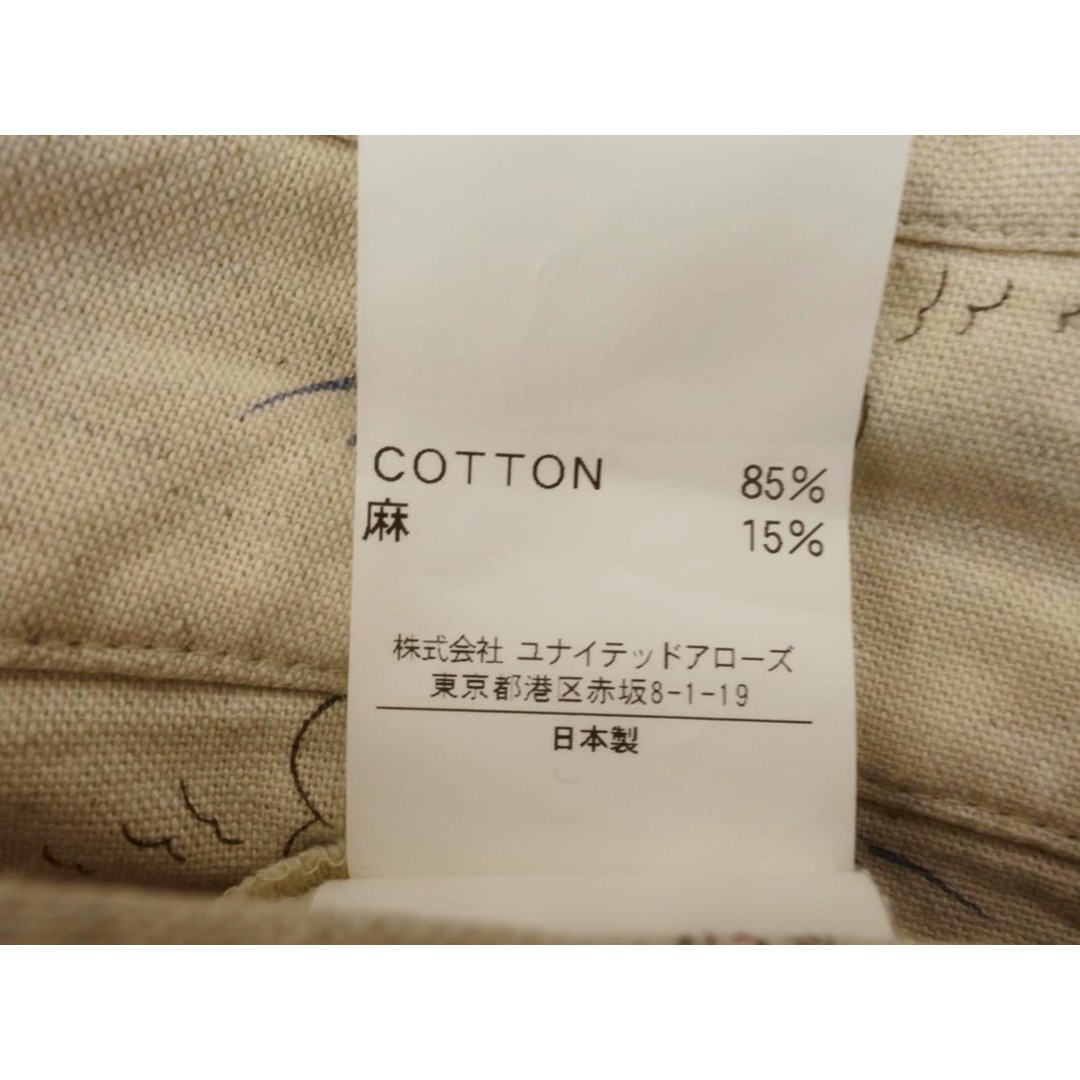 COTTON 85%
麻 15%
株式会社 ユナイテッドアローズ
東京都港区赤坂8-1-19
日本製